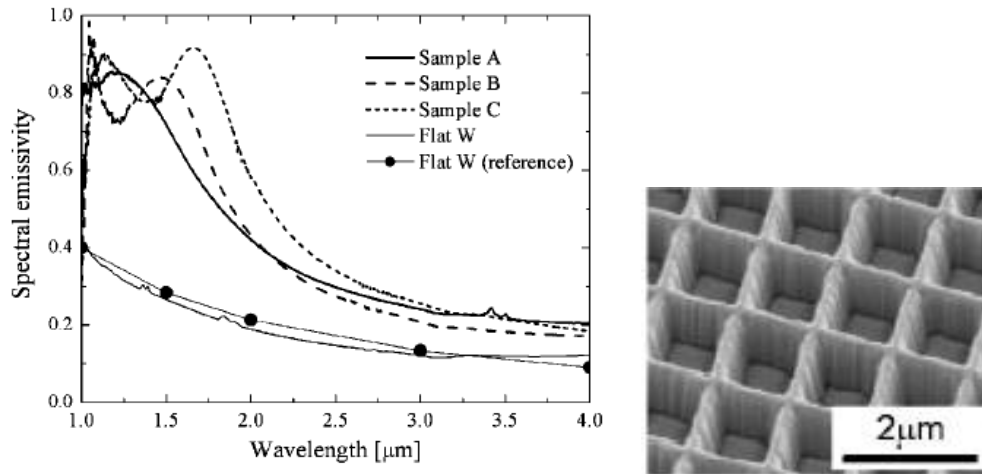 1.0
0.8
0.6
0.4
0.2
0.0
Spectral emissivity
Sample A
Sample B
Sample C
Flat W
Flat W (reference)
1.0 1.5 2.0 2.5 3.0 3.5 4.0
Wavelength [μm]
2μm